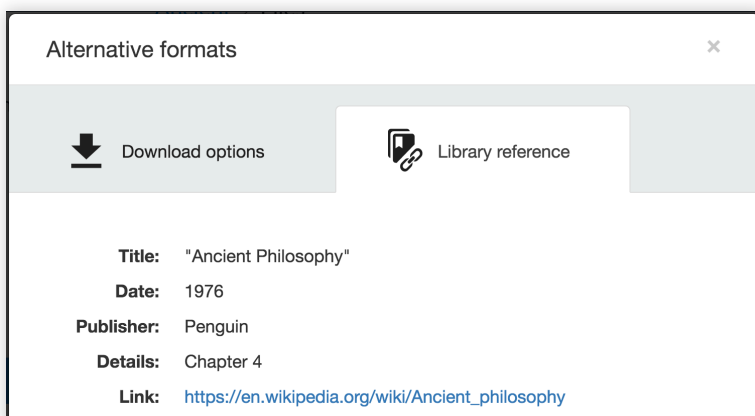 Alternative formats ×
Download options
Library reference
Title: "Ancient Philosophy"
Date: 1976
Publisher: Penguin
Details: Chapter 4
Link: https://en.wikipedia.org/wiki/Ancient_philosophy